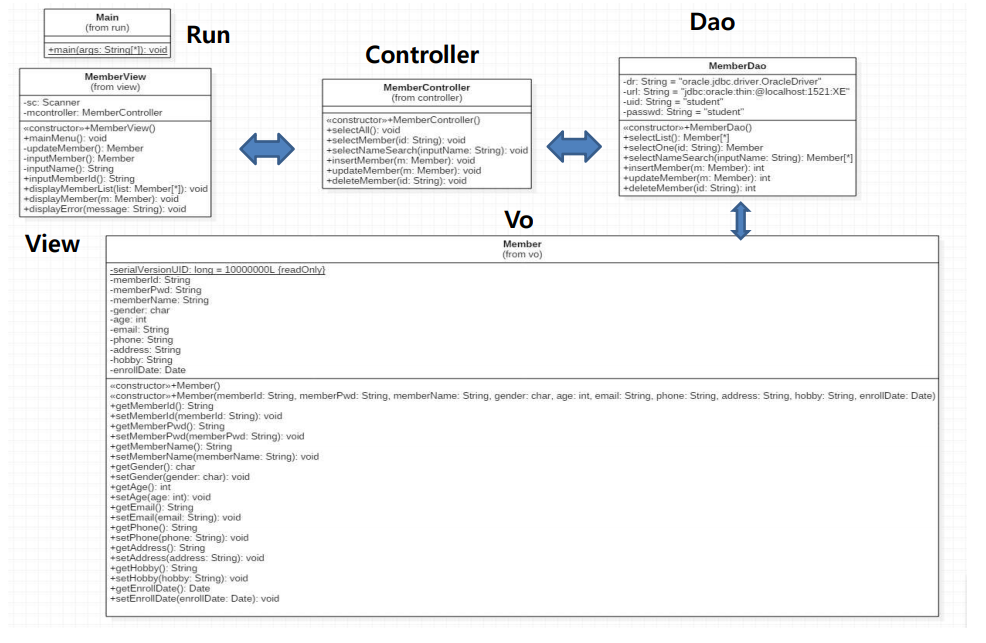 Main
(from run)
+main(args: String[*]): void
Run
MemberView
(from view)
-sc: Scanner
-mcontroller: MemberController
«constructor»+MemberView()
+mainMenu(): void
-updateMember(): Member
-inputMember(): Member
-inputName(): String
+inputMemberId(): String
+displayMemberList(list: Member[*]): void
+displayMember(m: Member): void
+displayError(message: String): void
View
Controller
MemberController
(from controller)
«constructor»+MemberController()
+selectAll(): void
+selectMember(id: String): void
+selectNameSearch(inputName: String): void
+insertMember(m: Member): void
+updateMember(m: Member): void
+deleteMember(id: String): void
Dao
MemberDao
-dr: String = "oracle.jdbc.driver.OracleDriver"
-url: String = "jdbc:oracle:thin:@localhost:1521:XE"
-uid: String = "student"
-passwd: String = "student"
«constructor»+MemberDao()
+selectList(): Member[*]
+selectOne(id: String): Member
+selectNameSearch(inputName: String): Member[*]
+insertMember(m: Member): int
+updateMember(m: Member): int
+deleteMember(id: String): int
Vo
Member
(from vo)
-serialVersionUID: long = 10000000L {readOnly}
-memberId: String
-memberPwd: String
-memberName: String
-gender: char
-age: int
-email: String
-phone: String
-address: String
-hobby: String
-enrollDate: Date
«constructor»+Member()
«constructor»+Member(memberId: String, memberPwd: String, memberName: String, gender: char, age: int, email: String, phone: String, address: String, hobby: String, enrollDate: Date)
+getMemberId(): String
+setMemberId(memberId: String): void
+getMemberPwd(): String
+setMemberPwd(memberPwd: String): void
+getMemberName(): String
+setMemberName(memberName: String): void
+getGender(): char
+setGender(gender: char): void
+getAge(): int
+setAge(age: int): void
+getEmail(): String
+setEmail(email: String): void
+getPhone(): String
+setPhone(phone: String): void
+getAddress(): String
+setAddress(address: String): void
+getHobby(): String
+setHobby(hobby: String): void
+getEnrollDate(): Date
+setEnrollDate(enrollDate: Date): void